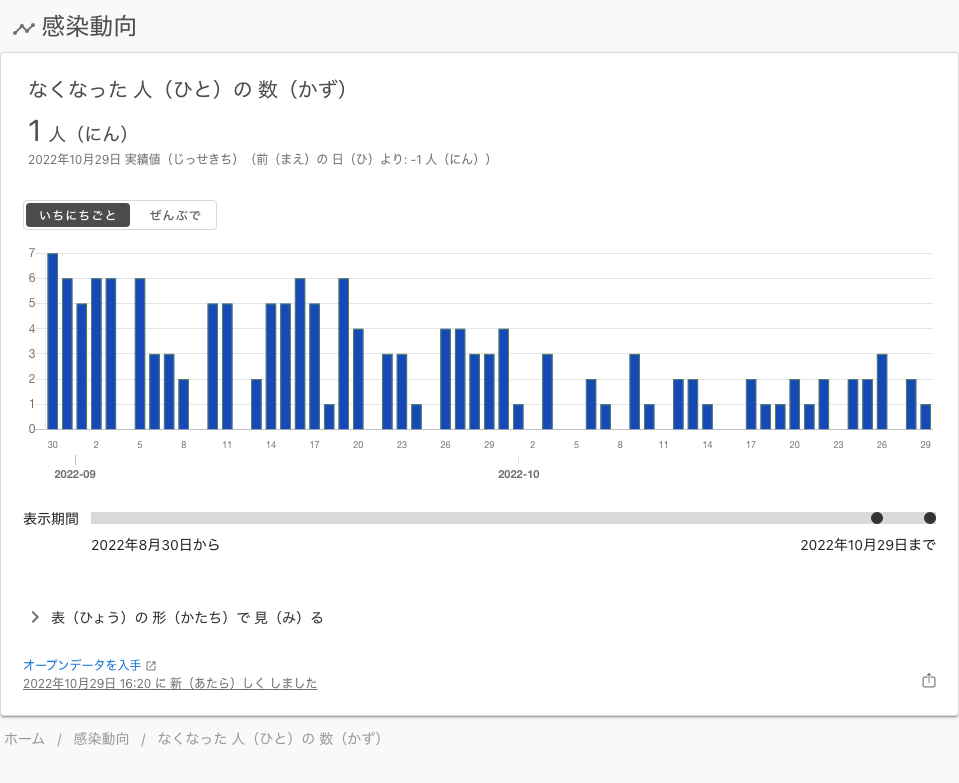 感染動向
なくなった 人（ひと）の 数（かず）
1 人（にん）
2022年10月29日 実績値（じっせきち）（前（まえ）の 日（ひ）より: -1 人（にん））
いちにちごと ぜんぶで
7
6
5
4
3
2
1
0
30 2 5 8 11 14 17 20 23 26 29 2 5 8 11 14 17 20 23 26 29
2022-09 2022-10
表示期間
2022年8月30日から 2022年10月29日まで
表（ひょう）の 形（かたち）で 見（み）る
オープンデータを入手
2022年10月29日 16:20 に 新（あたら）しく しました
ホーム / 感染動向 / なくなった 人（ひと）の 数（かず）